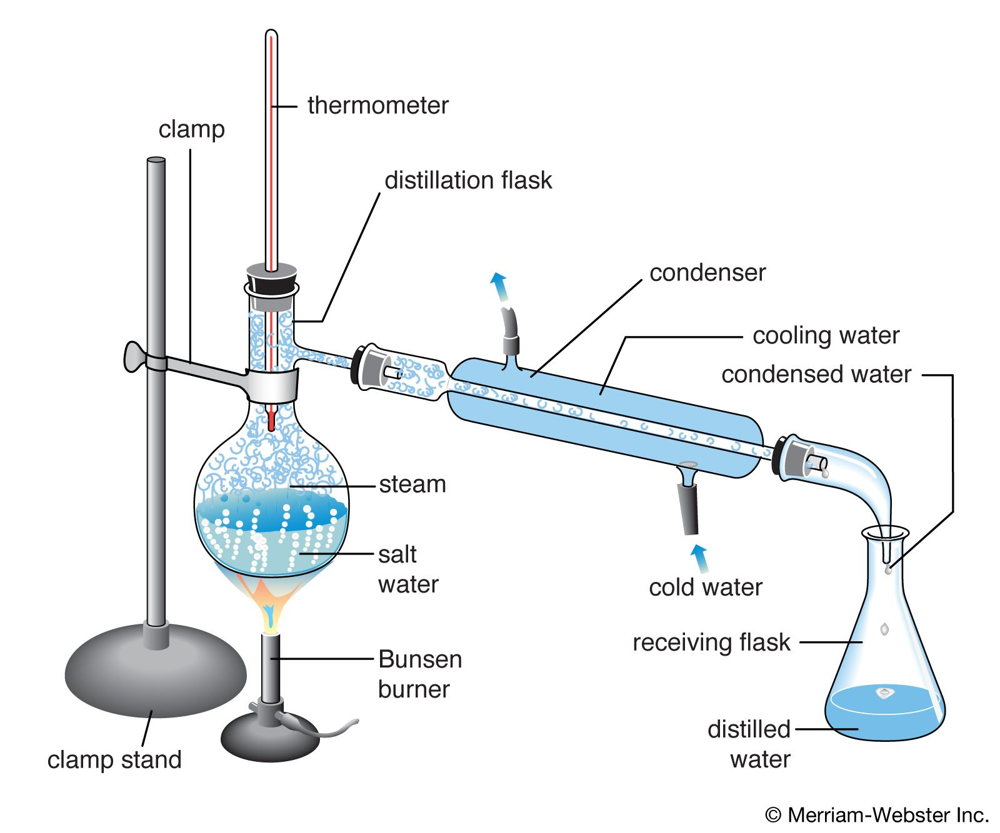 thermometer
clamp
distillation flask
condenser
cooling water
condensed water
steam
salt
water
cold water
receiving flask
Bunsen
burner
distilled
water
clamp stand
© Merriam-Webster Inc.